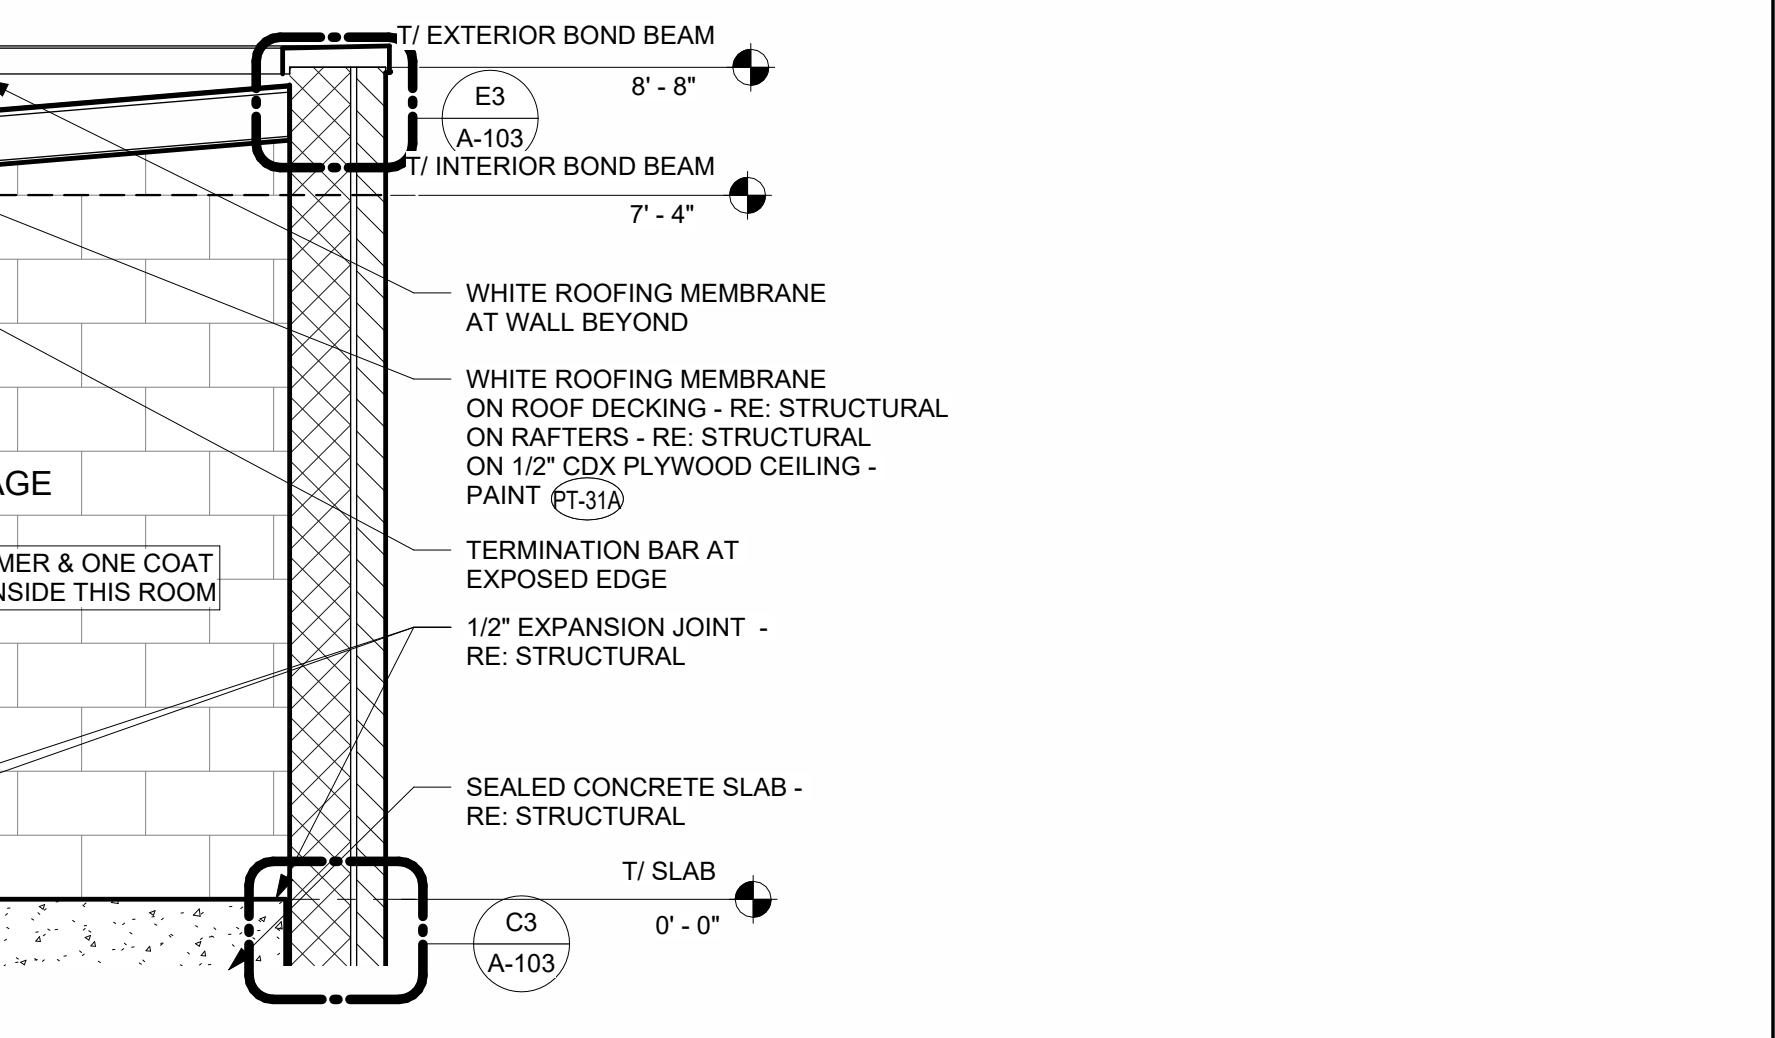 T/ EXTERIOR BOND BEAM
8' - 8"
E3
A-103
T/ INTERIOR BOND BEAM
7' - 4"
WHITE ROOFING MEMBRANE
AT WALL BEYOND
WHITE ROOFING MEMBRANE
ON ROOF DECKING - RE: STRUCTURAL
ON RAFTERS - RE: STRUCTURAL
ON 1/2" CDX PLYWOOD CEILING -
PAINT PT-31A
AGE
TERMINATION BAR AT
EXPOSED EDGE
MER & ONE COAT
NSIDE THIS ROOM
1/2" EXPANSION JOINT -
RE: STRUCTURAL
SEALED CONCRETE SLAB -
RE: STRUCTURAL
T/ SLAB
0' - 0"
C3
A-103